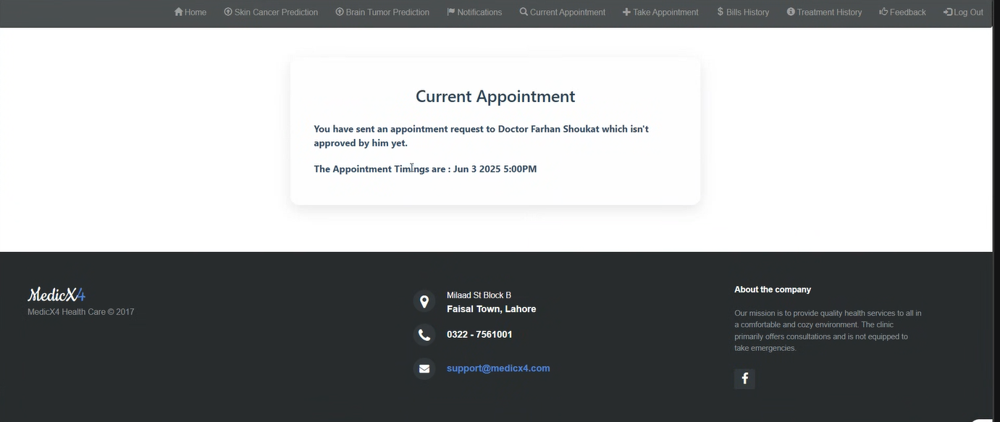 Home Skin Cancer Prediction Brain Tumor Prediction Notifications Current Appointment Take Appointment Bills History Treatment History Feedback Log Out
Current Appointment
You have sent an appointment request to Doctor Farhan Shoukat which isn't
approved by him yet.
The Appointment Timings are : Jun 3 2025 5:00PM
MedicX4
MedicX4 Health Care © 2017
Milaad St Block B
Faisal Town, Lahore
0322 - 7561001
support@medicx4.com
About the company
Our mission is to provide quality health services to all in
a comfortable and cozy environment. The clinic
primarily offers consultations and is not equipped to
take emergencies.